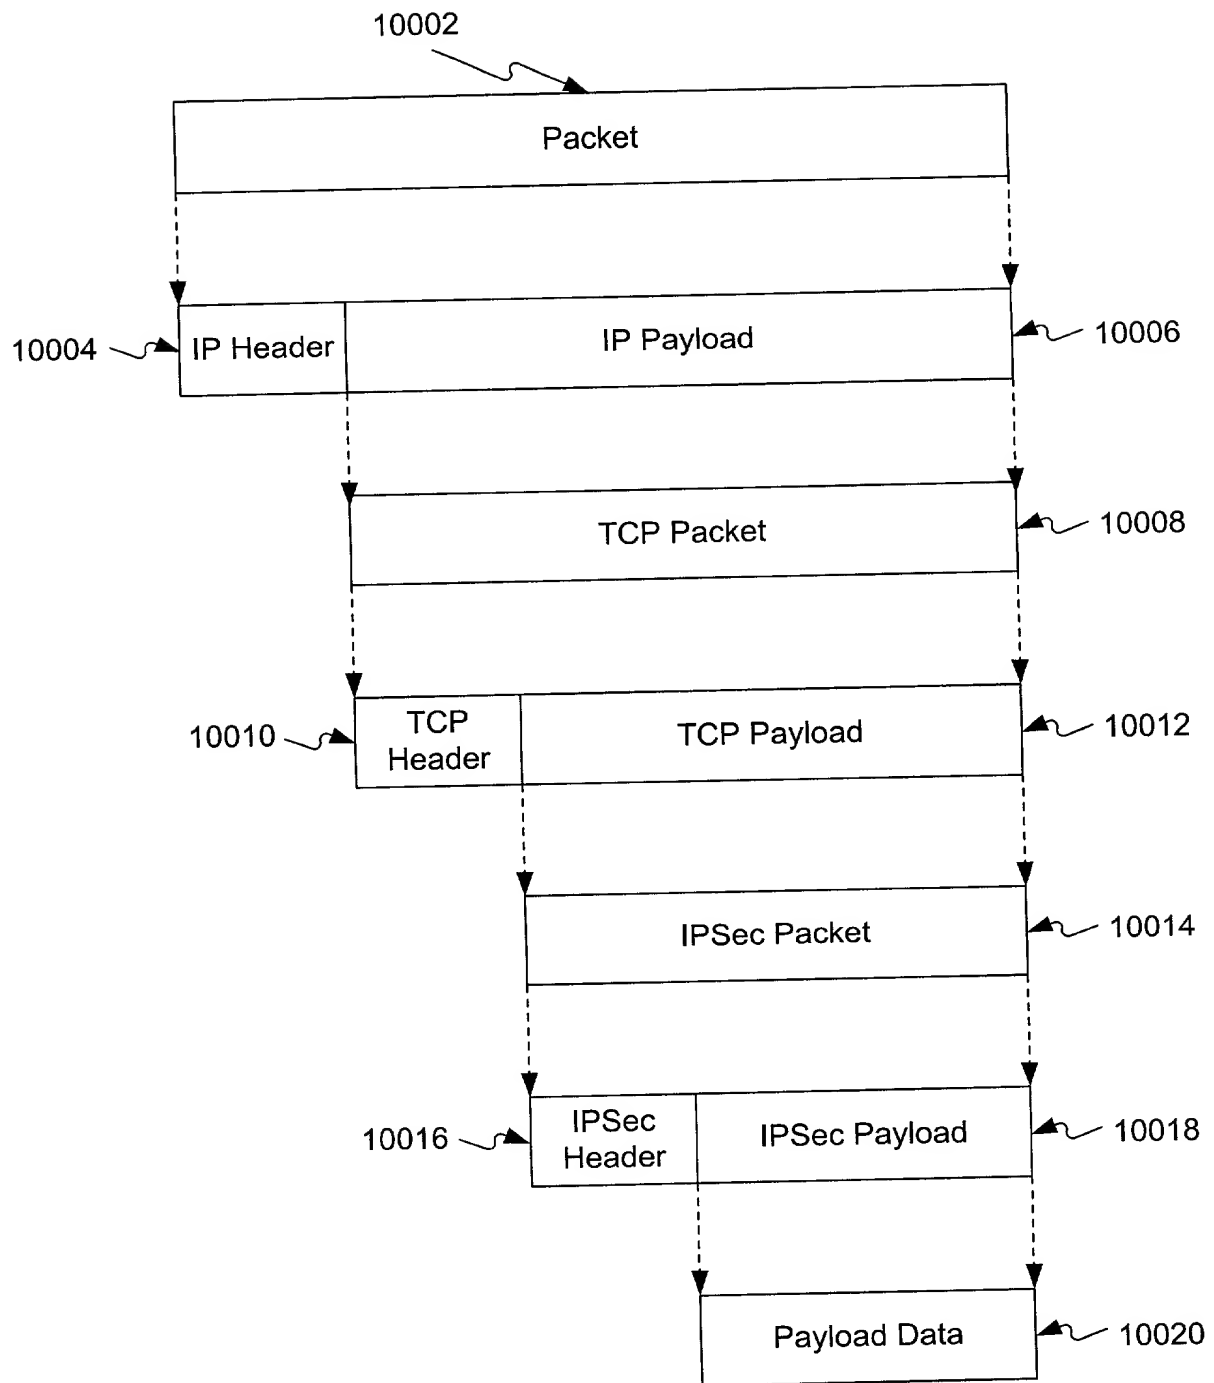 10002
Packet
10004
IP Header
IP Payload
10006
TCP Packet
10008
10010
TCP
Header
TCP Payload
10012
IPSec Packet
10014
10016
IPSec
Header
IPSec Payload
10018
Payload Data
10020